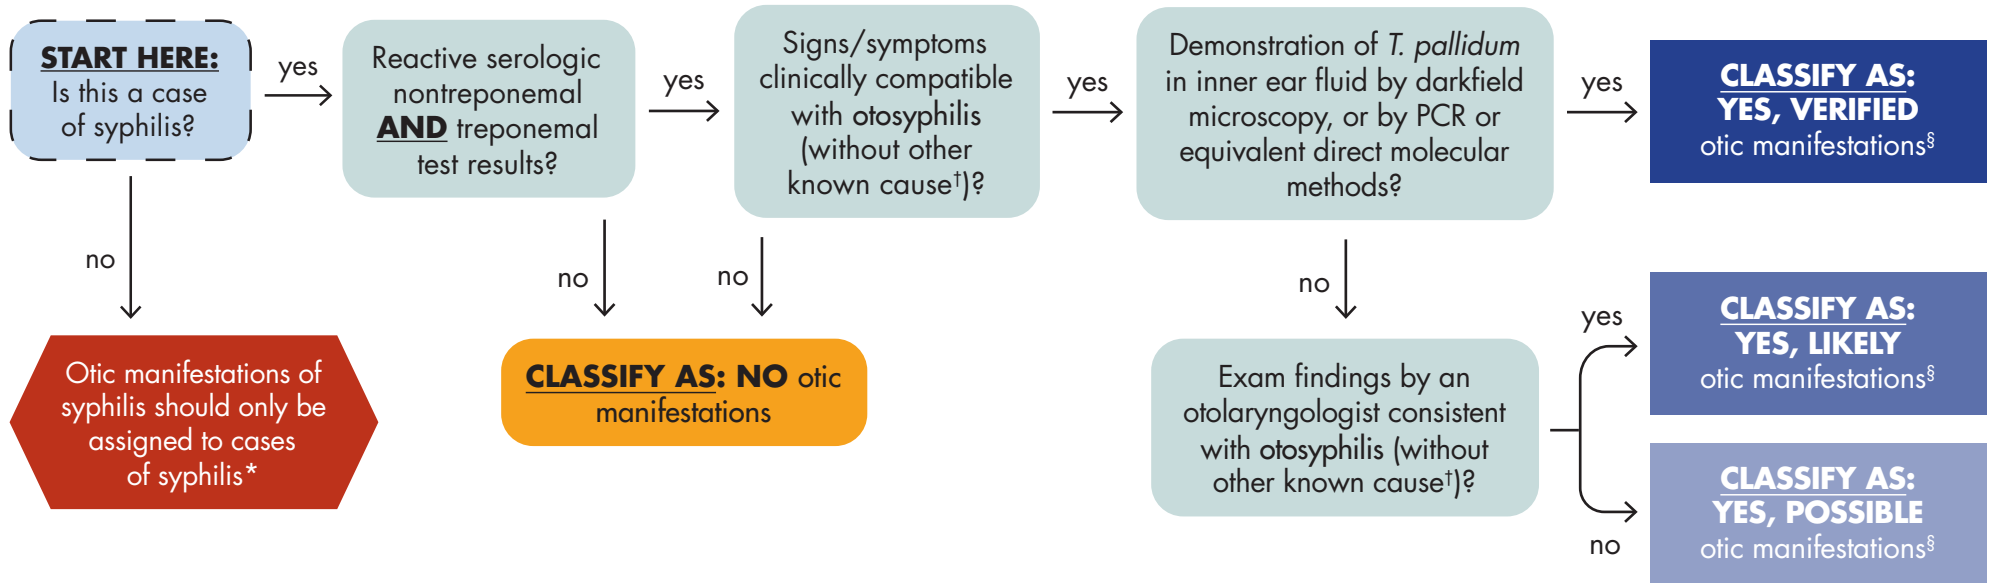 START HERE:
Is this a case
of syphilis?
yes
Reactive serologic
nontreponemal
AND treponemal
test results?
yes
Signs/symptoms
clinically compatible
with otosyphilis
(without other
known cause†)?
yes
Demonstration of T. pallidum
in inner ear fluid by darkfield
microscopy, or by PCR or
equivalent direct molecular
methods?
yes
CLASSIFY AS:
YES, VERIFIED
otic manifestations§
no
Otic manifestations of
syphilis should only be
assigned to cases
of syphilis*
no
no
CLASSIFY AS: NO otic
manifestations
no
Exam findings by an
otolaryngologist consistent
with otosyphilis (without
other known cause†)?
yes
CLASSIFY AS:
YES, LIKELY
otic manifestations§
no
CLASSIFY AS:
YES, POSSIBLE
otic manifestations§